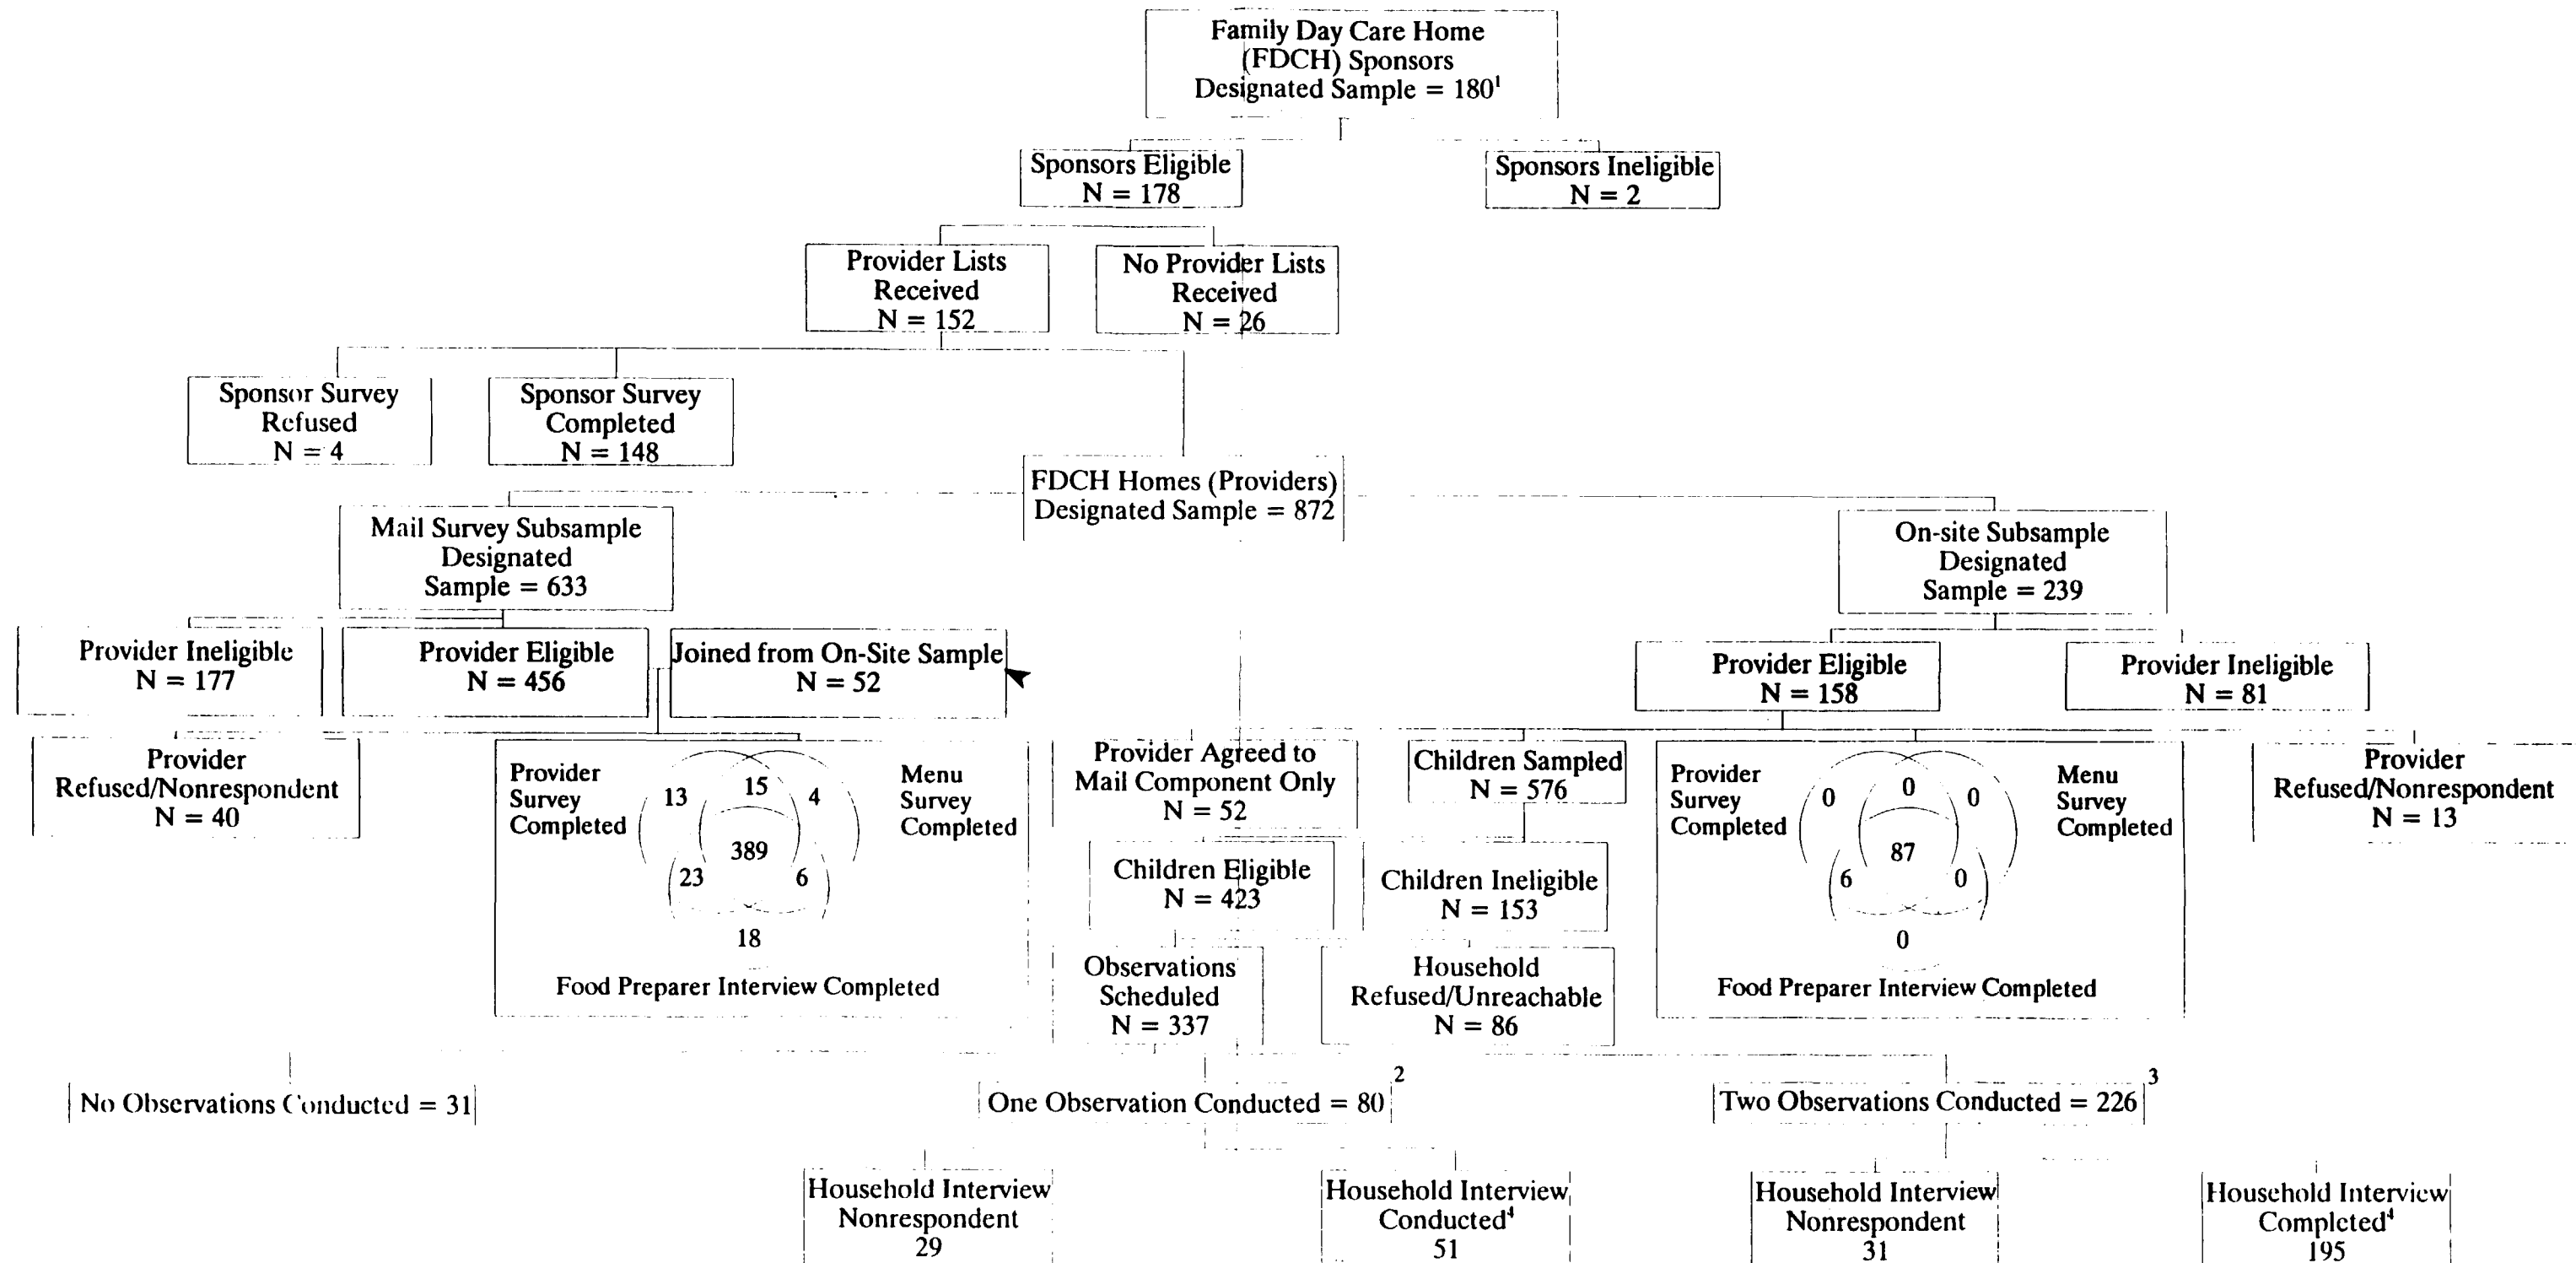 Family Day Care Home
(FDCH) Sponsors
Designated Sample = 180¹
Sponsors Eligible
N = 178
Sponsors Ineligible
N = 2
Provider Lists
Received
N = 152
No Provider Lists
Received
N = 26
Sponsor Survey
Refused
N = 4
Sponsor Survey
Completed
N = 148
FDCH Homes (Providers)
Designated Sample = 872
Mail Survey Subsample
Designated
Sample = 633
On-site Subsample
Designated
Sample = 239
Provider Ineligible
N = 177
Provider Eligible
N = 456
Joined from On-Site Sample
N = 52
Provider Eligible
N = 158
Provider Ineligible
N = 81
Provider
Refused/Nonrespondent
N = 40
Provider
Survey
Completed
13
15
4
Menu
Survey
Completed
389
23
6
18
Food Preparer Interview Completed
Provider Agreed to
Mail Component Only
N = 52
Children Sampled
N = 576
Provider
Survey
Completed
0
0
0
Menu
Survey
Completed
87
6
0
0
Food Preparer Interview Completed
Provider
Refused/Nonrespondent
N = 13
Children Eligible
N = 423
Children Ineligible
N = 153
Observations
Scheduled
N = 337
Household
Refused/Unreachable
N = 86
No Observations Conducted = 31
One Observation Conducted = 80 2
Two Observations Conducted = 226 3
Household Interview
Nonrespondent
29
Household Interview
Conducted⁴
51
Household Interview
Nonrespondent
31
Household Interview
Completed⁴
195